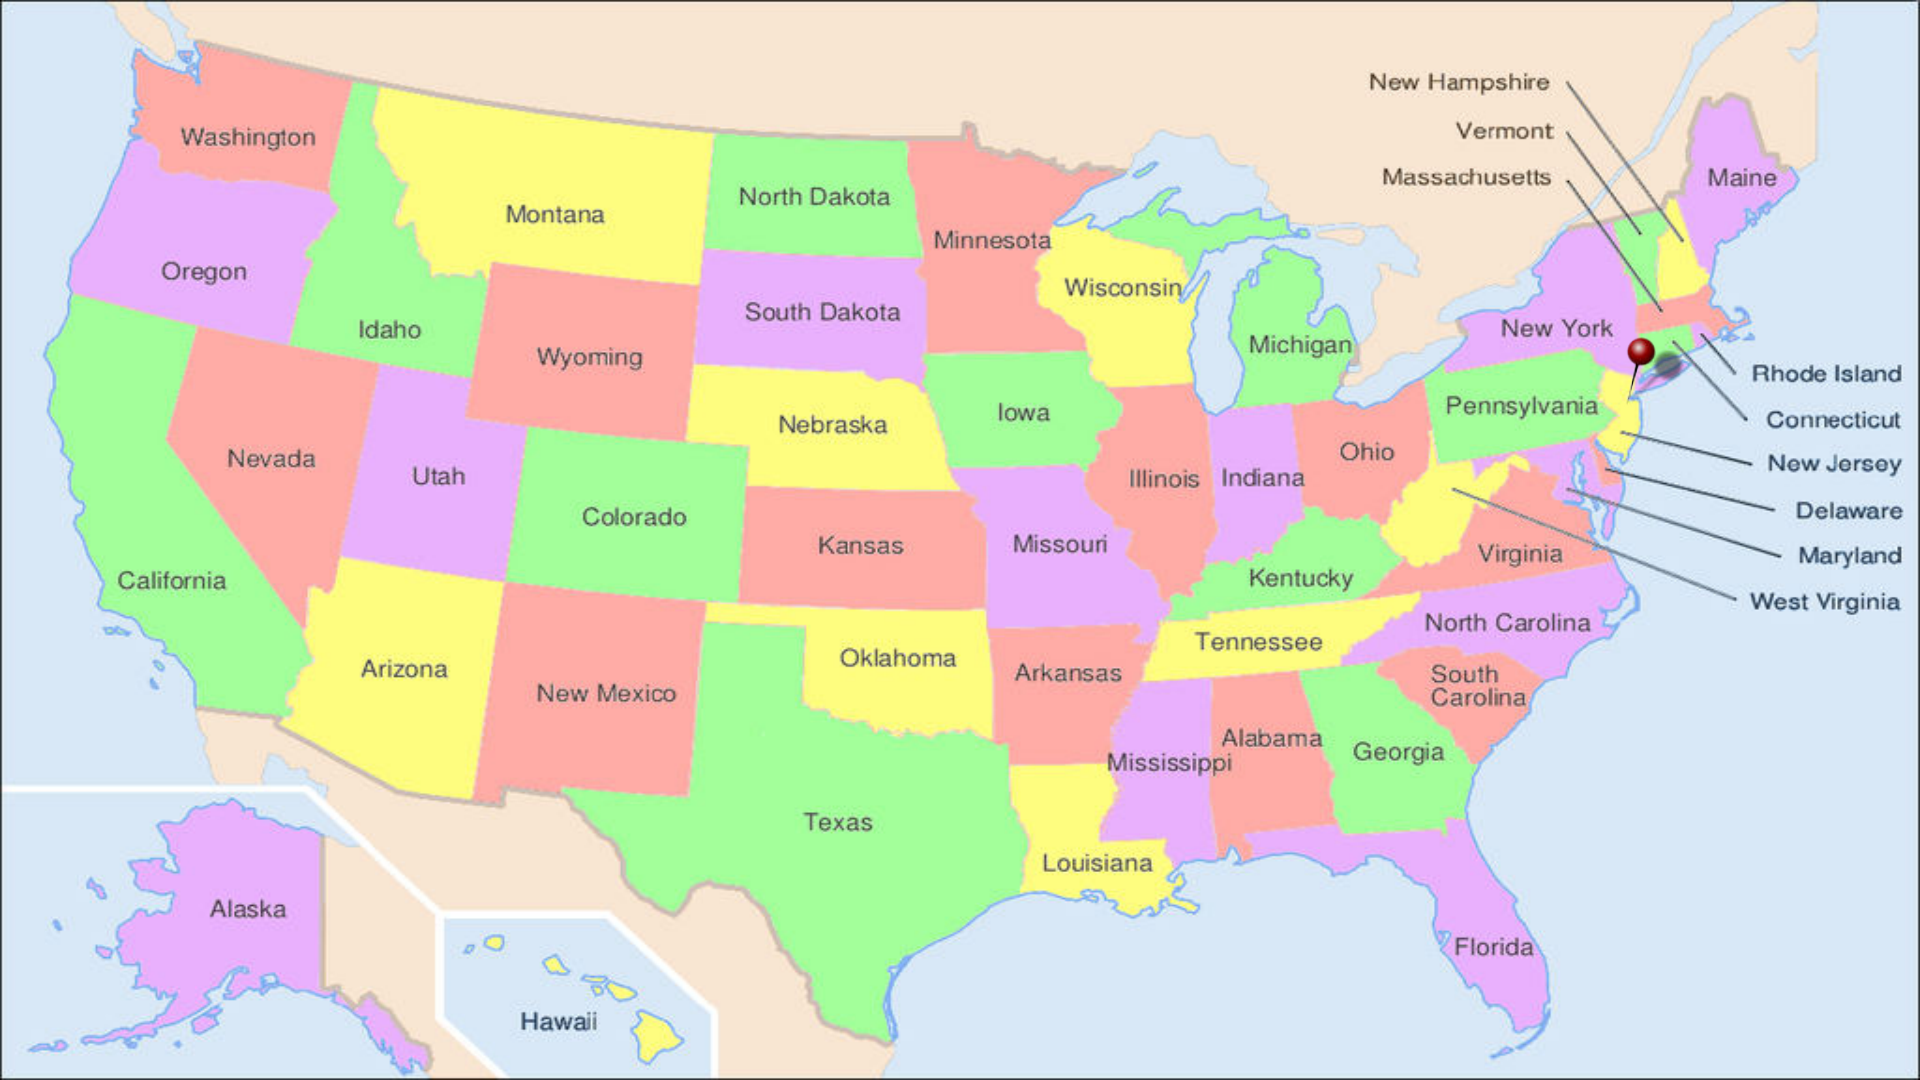 New Hampshire
Vermont
Massachusetts
Maine
Washington
Montana
North Dakota
Minnesota
Oregon
Idaho
Wyoming
South Dakota
Wisconsin
Michigan
New York
Rhode Island
Connecticut
New Jersey
Delaware
Maryland
West Virginia
Nevada
Utah
Colorado
Nebraska
Iowa
Illinois
Indiana
Ohio
Pennsylvania
California
Kansas
Missouri
Kentucky
Virginia
Arizona
New Mexico
Oklahoma
Arkansas
Tennessee
North Carolina
South
Carolina
Texas
Louisiana
Mississippi
Alabama
Georgia
Florida
Alaska
Hawaii